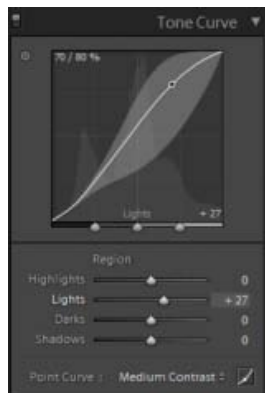 Tone Curve
70 / 80 %
Lights + 27
Region
Highlights 0
Lights + 27
Darks 0
Shadows 0
Point Curve : Medium Contrast